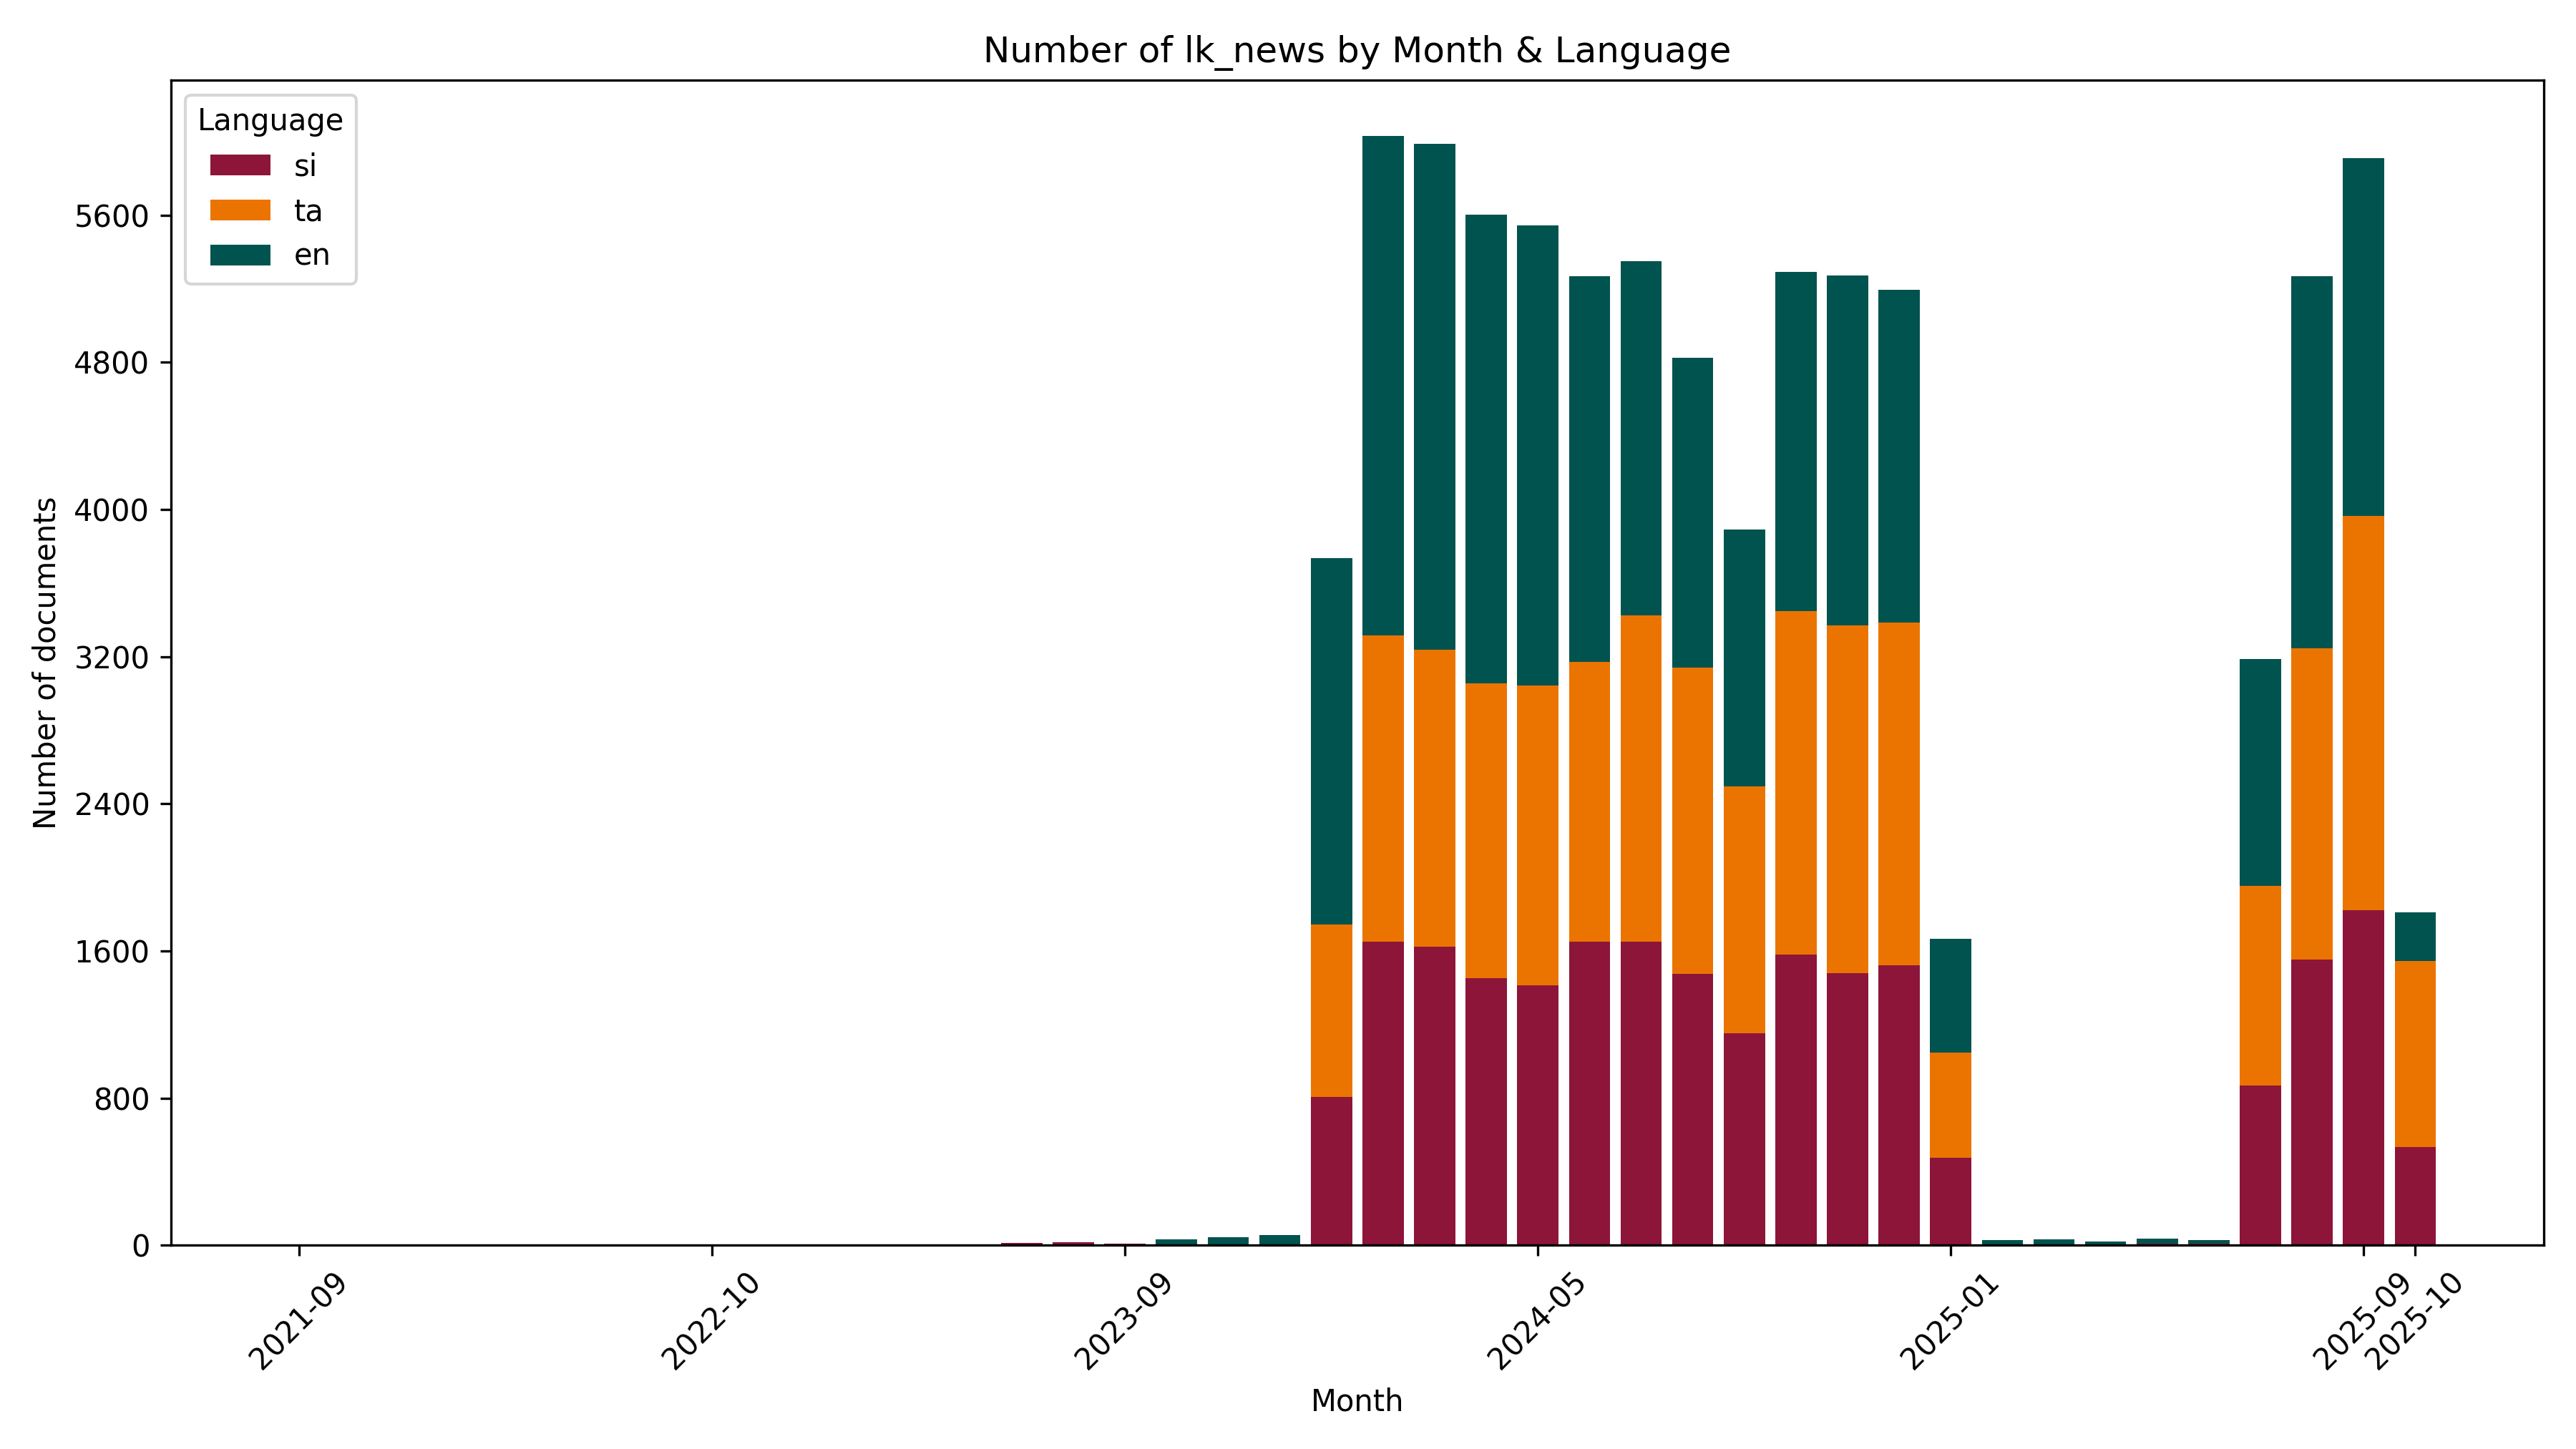 Number of lk_news by Month & Language
Language
si
ta
en
5600
4800
4000
3200
2400
1600
800
0
Number of documents
2021-09
2022-10
2023-09
2024-05
2025-01
2025-09
2025-10
Month